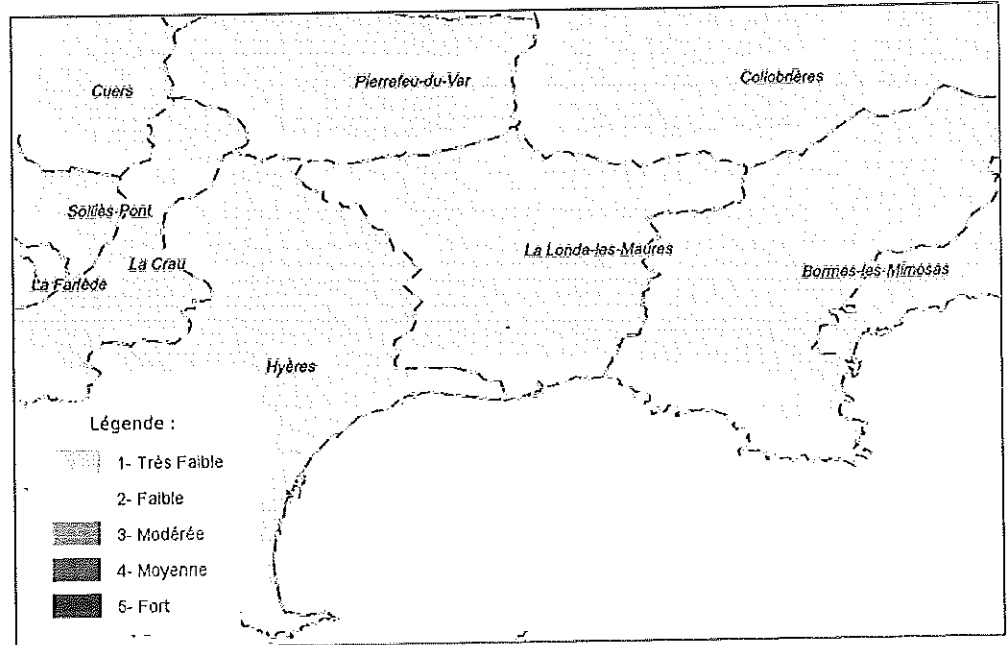 Pierrefeu-du-Var
Collobrières
Cuers
Solliès-Pont
La Londe-les-Maures
La Crau
Bormes-les-Mimosas
La Farlède
Hyères
Légende :
1- Très Faible
2- Faible
3- Modérée
4- Moyenne
5- Fort